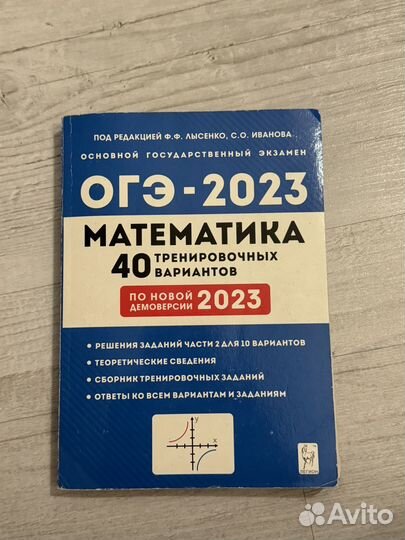 ПОД РЕДАКЦИЕЙ Ф.Ф. ЛЫСЕНКО, С.О. ИВАНОВА
ОСНОВНОЙ ГОСУДАРСТВЕННЫЙ ЭКЗАМЕН
ОГЭ - 2023
МАТЕМАТИКА
40 ТРЕНИРОВОЧНЫХ
ВАРИАНТОВ
ПО НОВОЙ
ДЕМОВЕРСИИ 2023
• РЕШЕНИЯ ЗАДАНИЙ ЧАСТИ 2 ДЛЯ 10 ВАРИАНТОВ
• ТЕОРЕТИЧЕСКИЕ СВЕДЕНИЯ
• СБОРНИК ТРЕНИРОВОЧНЫХ ЗАДАНИЙ
• ОТВЕТЫ КО ВСЕМ ВАРИАНТАМ И ЗАДАНИЯМ
y
x
ЛЕГИОН
Avito